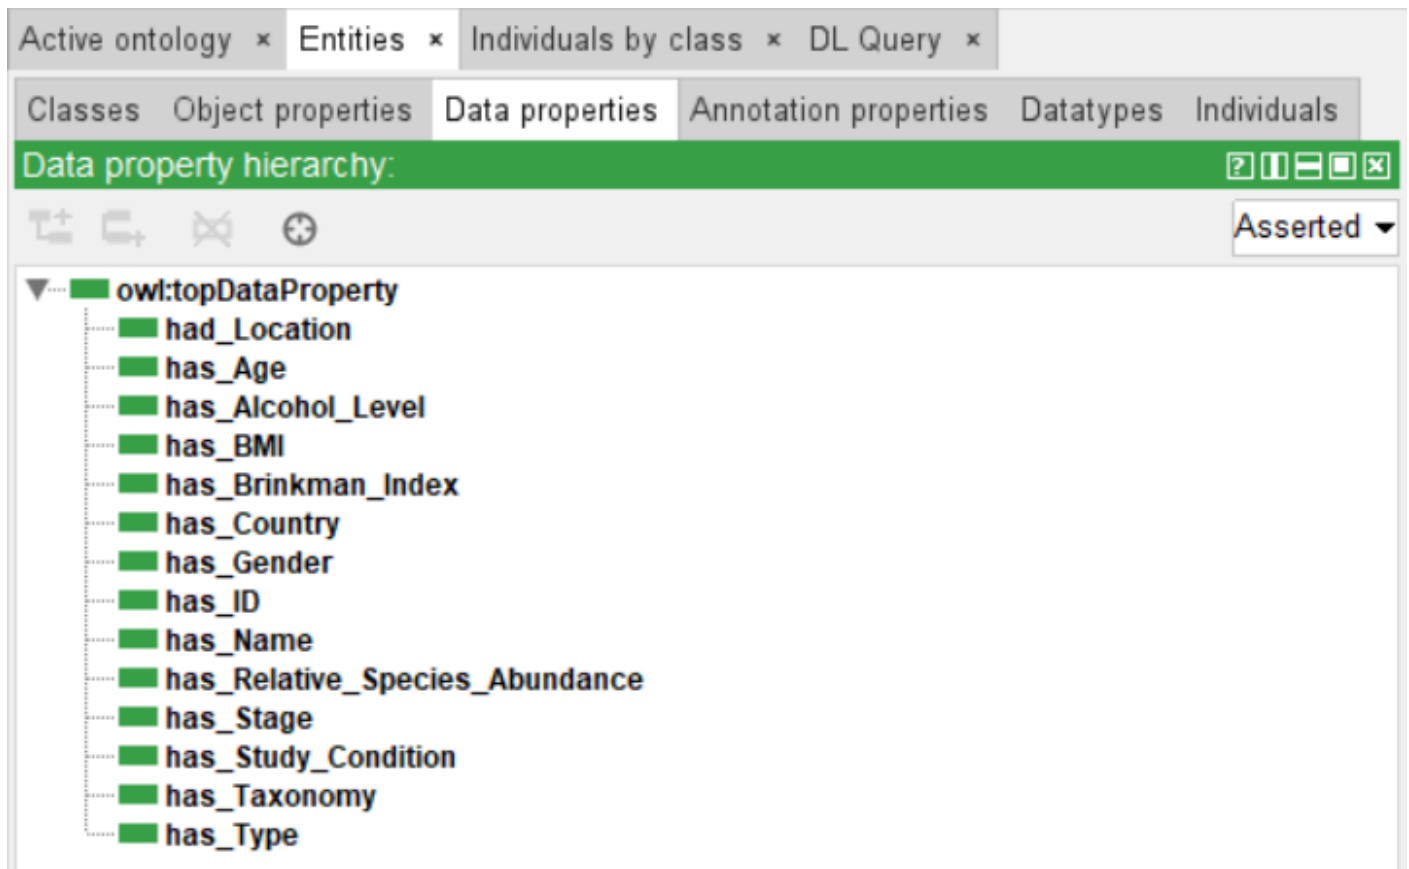 Active ontology × Entities × Individuals by class × DL Query ×
Classes Object properties Data properties Annotation properties Datatypes Individuals
Data property hierarchy:
Asserted
owl:topDataProperty
had_Location
has_Age
has_Alcohol_Level
has_BMI
has_Brinkman_Index
has_Country
has_Gender
has_ID
has_Name
has_Relative_Species_Abundance
has_Stage
has_Study_Condition
has_Taxonomy
has_Type